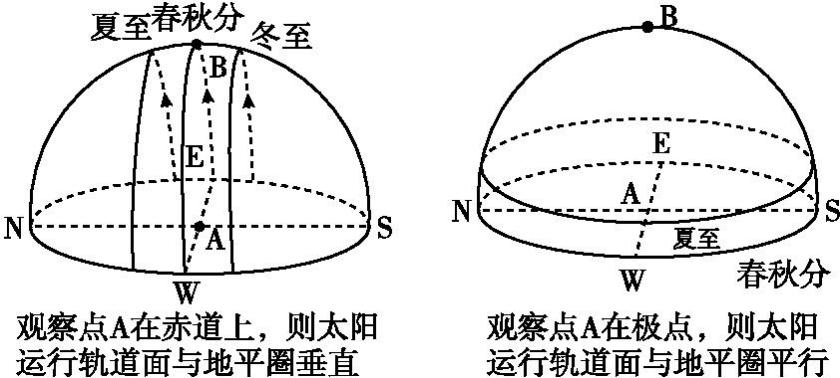 夏至
春秋分
冬至
B
E
N
A
S
W
观察点A在赤道上，则太阳
运行轨道面与地平圈垂直
B
E
N
A
S
夏至
W
春秋分
观察点A在极点，则太阳
运行轨道面与地平圈平行